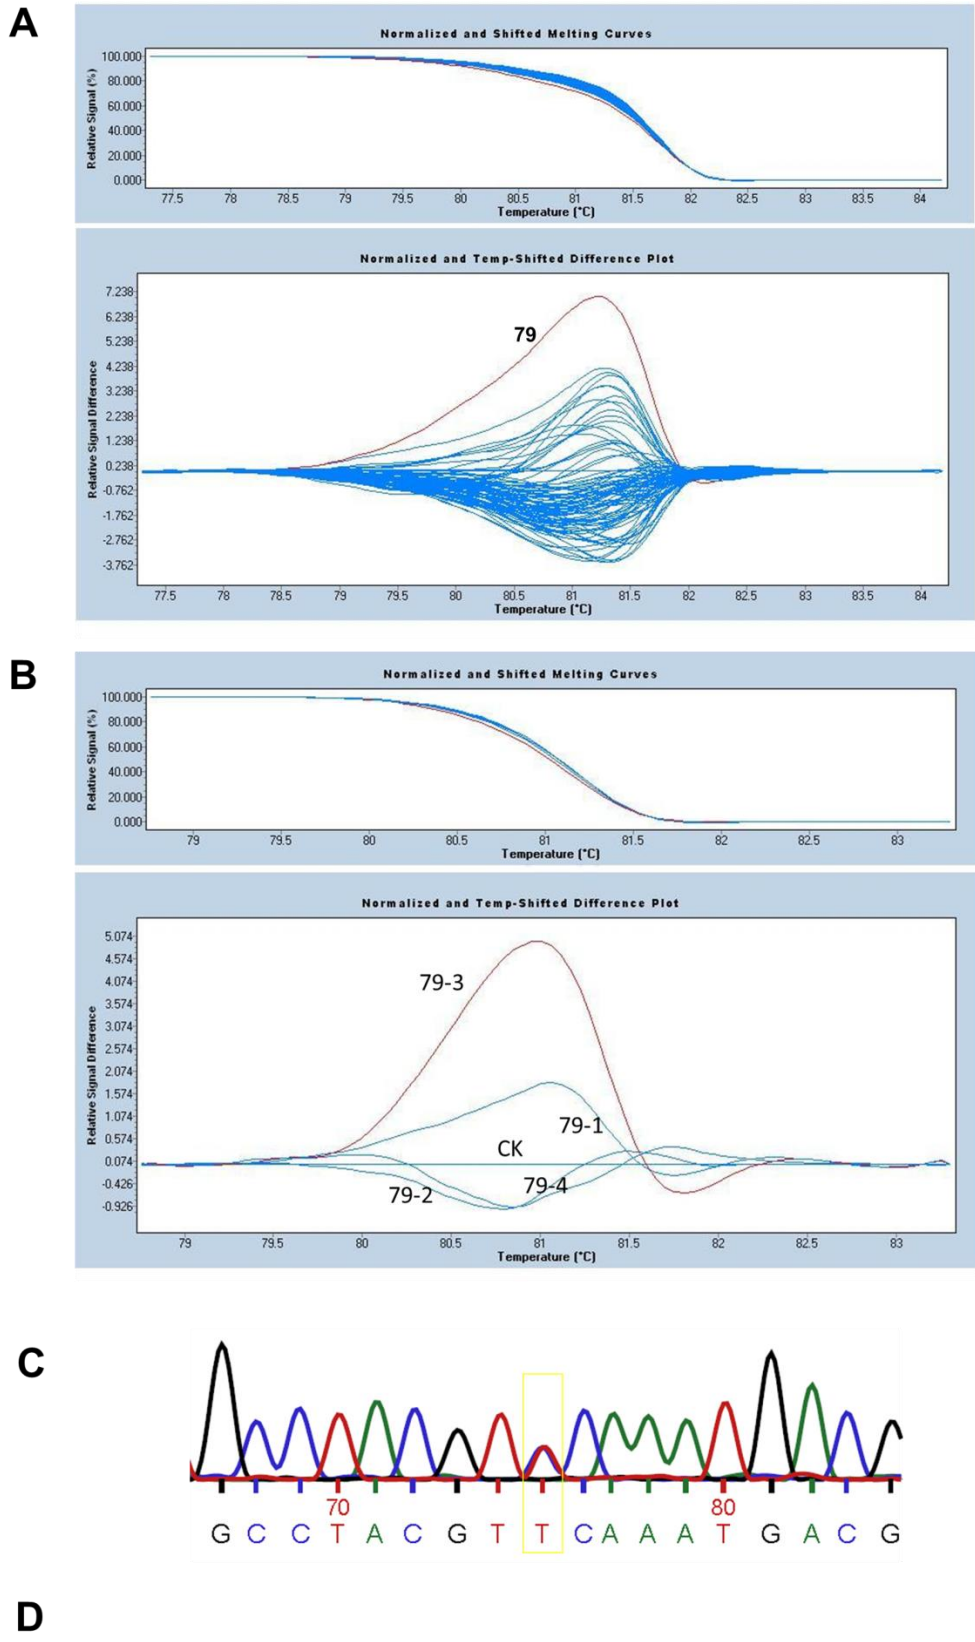 A
Normalized and Shifted Melting Curves
Relative Signal (%)
100.000
80.000
60.000
40.000
20.000
0.000
77.5 78 78.5 79 79.5 80 80.5 81 81.5 82 82.5 83 83.5 84
Temperature (°C)
Normalized and Temp-Shifted Difference Plot
Relative Signal Difference
7.238
6.238
5.238
4.238
3.238
2.238
1.238
0.238
-0.762
-1.762
-2.762
-3.762
79
77.5 78 78.5 79 79.5 80 80.5 81 81.5 82 82.5 83 83.5 84
Temperature (°C)
B
Normalized and Shifted Melting Curves
Relative Signal (%)
100.000
80.000
60.000
40.000
20.000
0.000
79 79.5 80 80.5 81 81.5 82 82.5 83
Temperature (°C)
Normalized and Temp-Shifted Difference Plot
Relative Signal Difference
5.074
4.574
4.074
3.574
3.074
2.574
2.074
1.574
1.074
0.574
0.074
-0.426
-0.926
79-3
79-1
CK
79-2
79-4
79 79.5 80 80.5 81 81.5 82 82.5 83
Temperature (°C)
C
70 80
G C C T A C G T T C A A A T G A C G
D